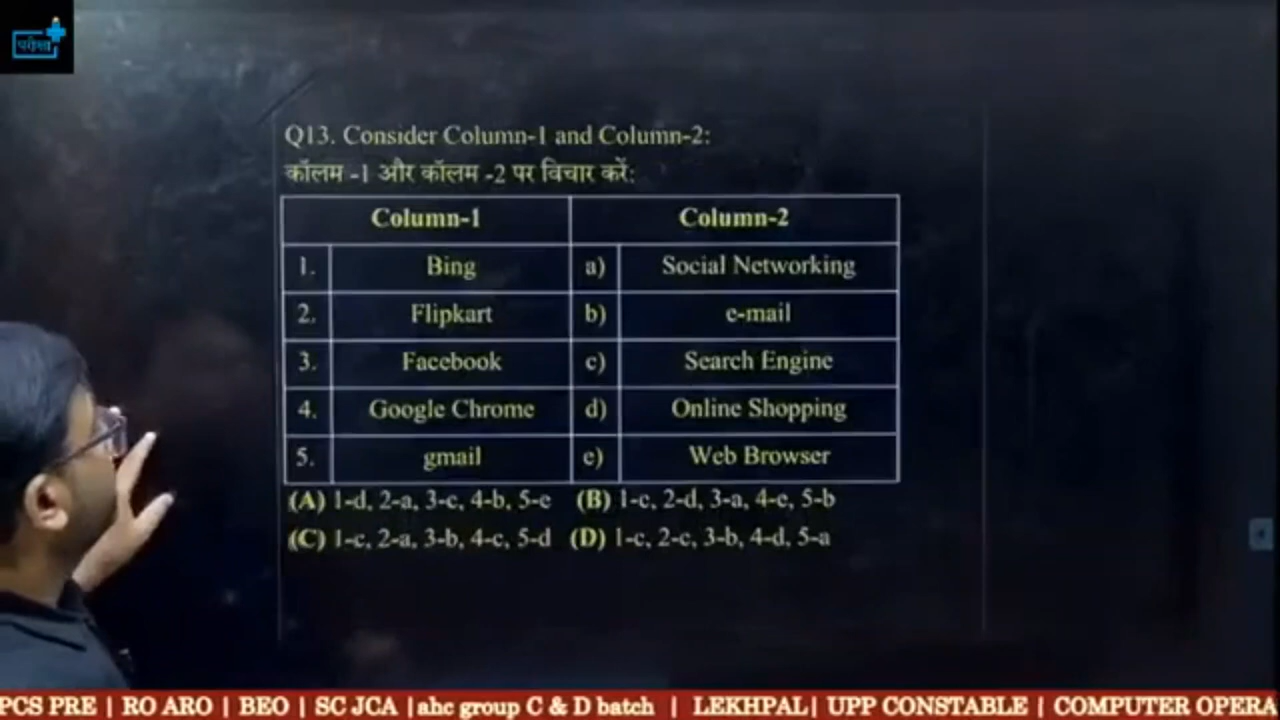 परीक्षा
Q13. Consider Column-1 and Column-2:
कॉलम -1 और कॉलम -2 पर विचार करें:
Column-1 Column-2
1. Bing a) Social Networking
2. Flipkart b) e-mail
3. Facebook c) Search Engine
4. Google Chrome d) Online Shopping
5. gmail e) Web Browser
(A) 1-d, 2-a, 3-c, 4-b, 5-e (B) 1-c, 2-d, 3-a, 4-e, 5-b
(C) 1-c, 2-a, 3-b, 4-c, 5-d (D) 1-c, 2-c, 3-b, 4-d, 5-a
PCS PRE | RO ARO | BEO | SC JCA |ahc group C & D batch | LEKHPAL| UPP CONSTABLE | COMPUTER OPERA